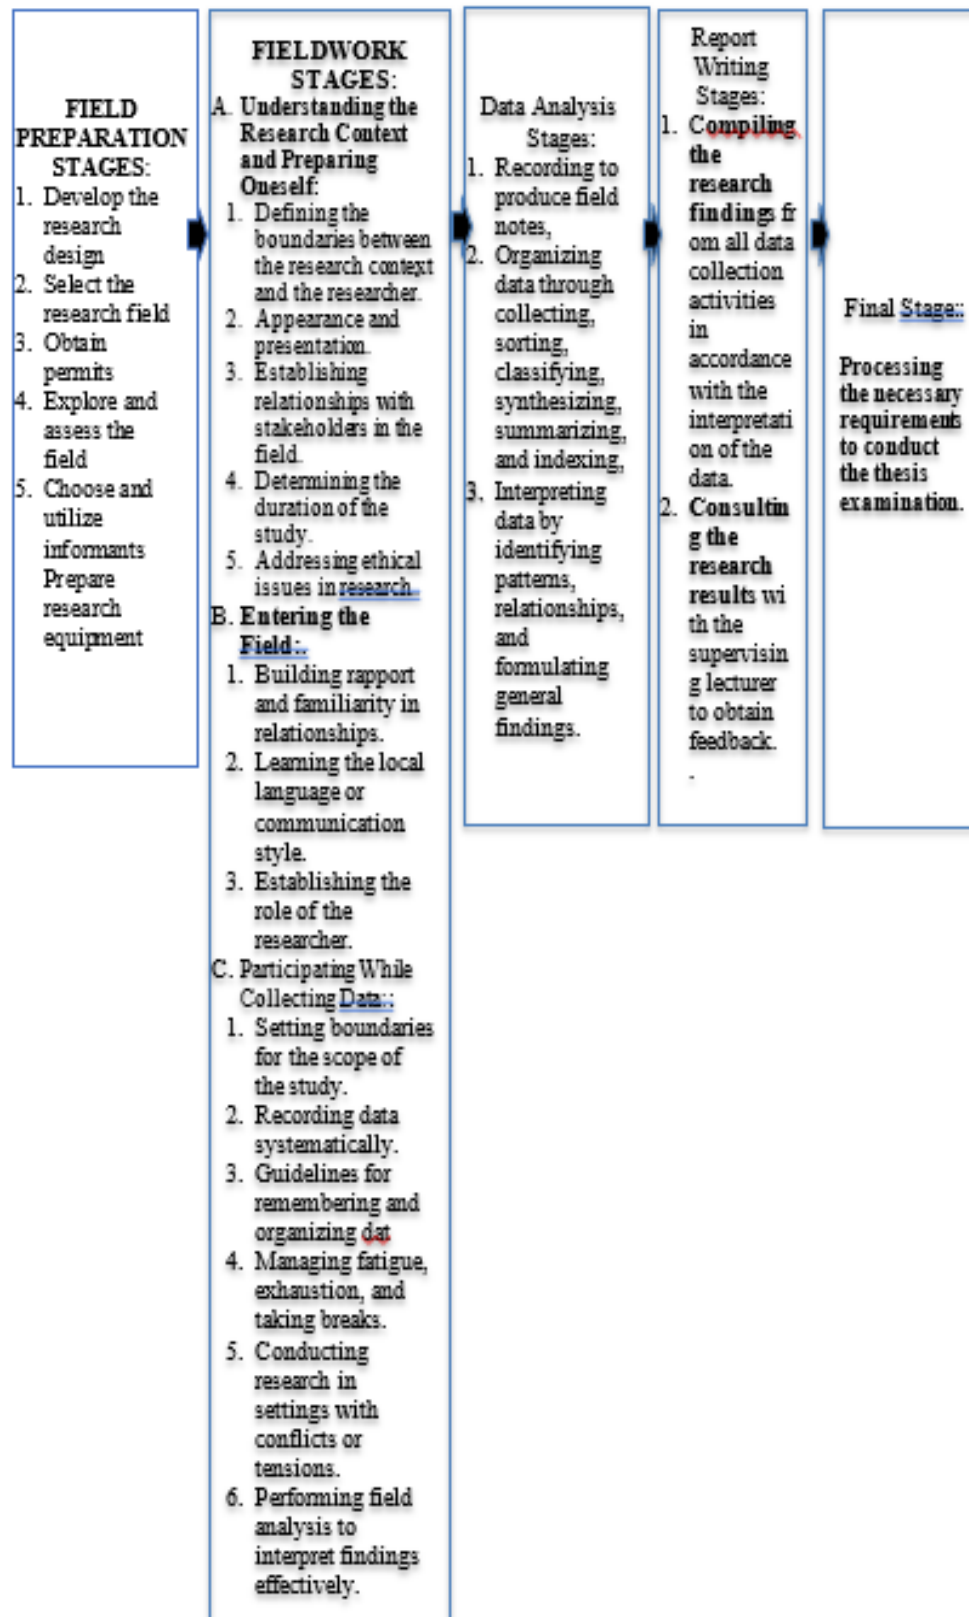 FIELD
PREPARATION
STAGES:
1. Develop the
research
design
2. Select the
research field
3. Obtain
permits
4. Explore and
assess the
field
5. Choose and
utilize
informants
Prepare
research
equipment
FIELDWORK
STAGES:
A. Understanding the
Research Context
and Preparing
Oneself:
1. Defining the
boundaries between
the research context
and the researcher.
2. Appearance and
presentation.
3. Establishing
relationships with
stakeholders in the
field.
4. Determining the
duration of the
study.
5. Addressing ethical
issues in research..
B. Entering the
Field:.
1. Building rapport
and familiarity in
relationships.
2. Learning the local
language or
communication
style.
3. Establishing the
role of the
researcher.
C. Participating While
Collecting Data::
1. Setting boundaries
for the scope of
the study.
2. Recording data
systematically.
3. Guidelines for
remembering and
organizing dat
4. Managing fatigue,
exhaustion, and
taking breaks.
5. Conducting
research in
settings with
conflicts or
tensions.
6. Performing field
analysis to
interpret findings
effectively.
Data Analysis
Stages:
1. Recording to
produce field
notes,
2. Organizing
data through
collecting,
sorting,
classifying,
synthesizing,
summarizing,
and indexing,
3. Interpreting
data by
identifying
patterns,
relationships,
and
formulating
general
findings.
Report
Writing
Stages:
1. Compiling
the
research
findings fr
om all data
collection
activities
in
accordance
with the
interpretati
on of the
data.
2. Consultin
g the
research
results wi
th the
supervisin
g lecturer
to obtain
feedback.
.
Final Stage::
Processing
the necessary
requirements
to conduct
the thesis
examination.